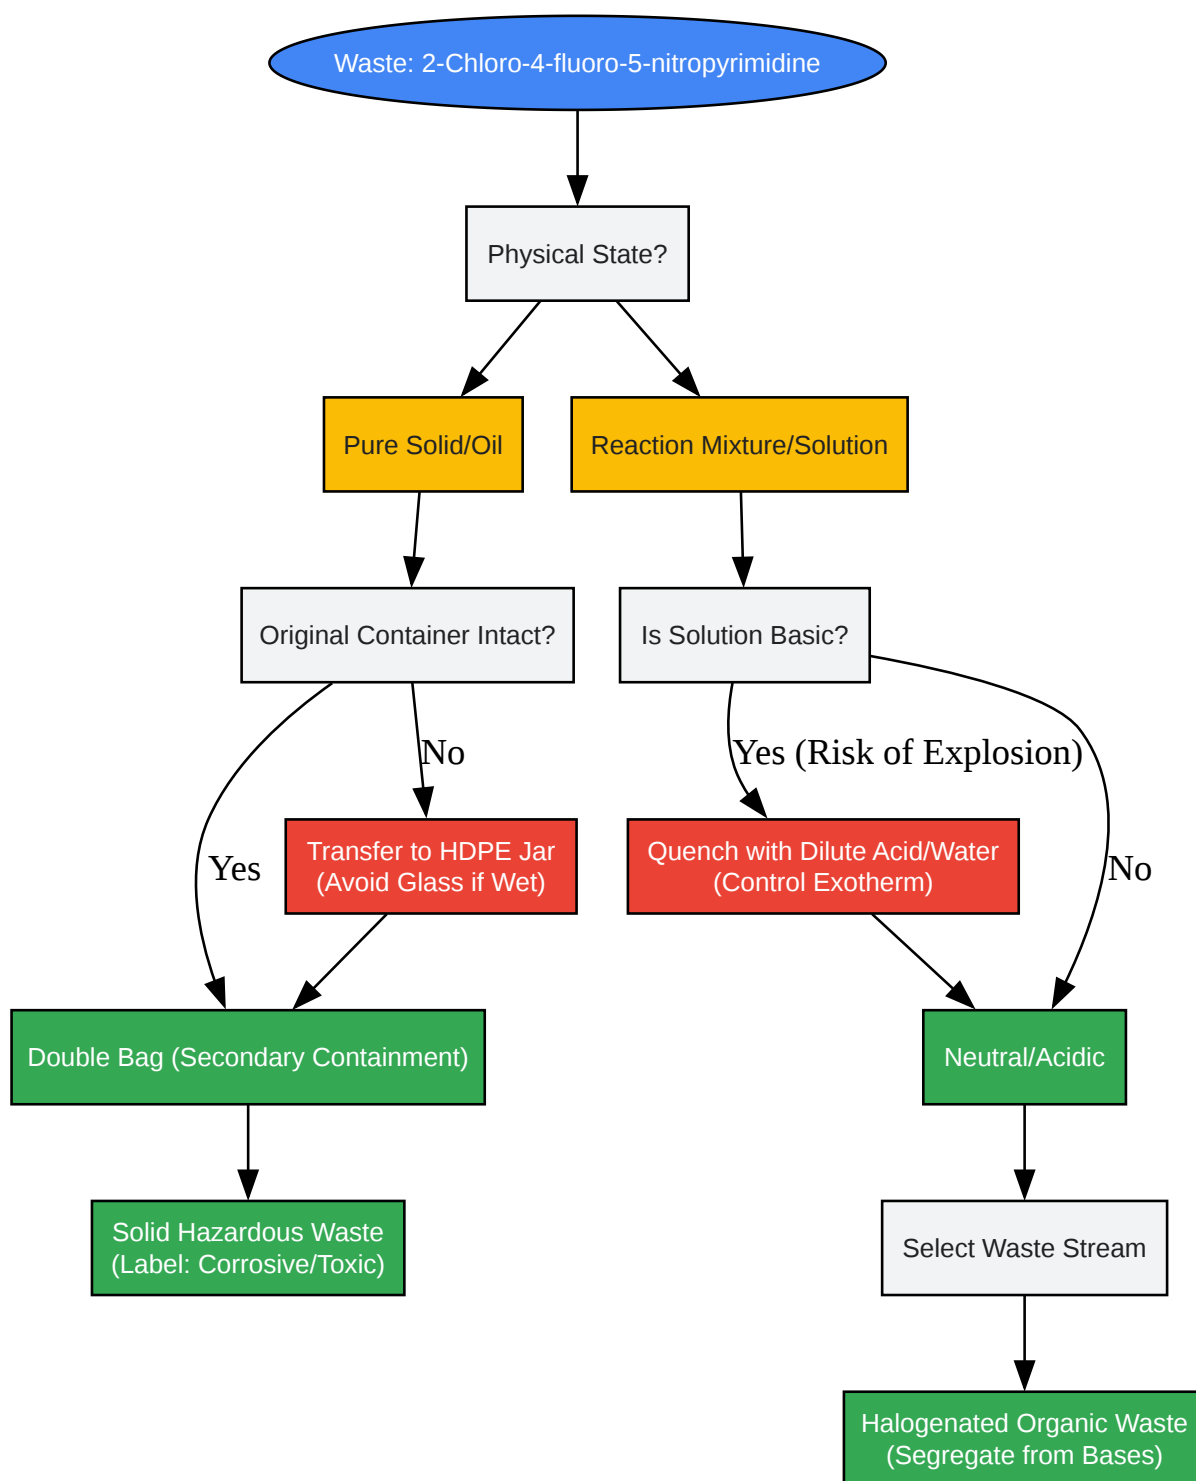 Waste: 2-Chloro-4-fluoro-5-nitropyrimidine
Physical State?
Pure Solid/Oil
Reaction Mixture/Solution
Original Container Intact?
Is Solution Basic?
No
Yes (Risk of Explosion)
Transfer to HDPE Jar
(Avoid Glass if Wet)
Quench with Dilute Acid/Water
(Control Exotherm)
Yes
No
Double Bag (Secondary Containment)
Neutral/Acidic
Solid Hazardous Waste
(Label: Corrosive/Toxic)
Select Waste Stream
Halogenated Organic Waste
(Segregate from Bases)